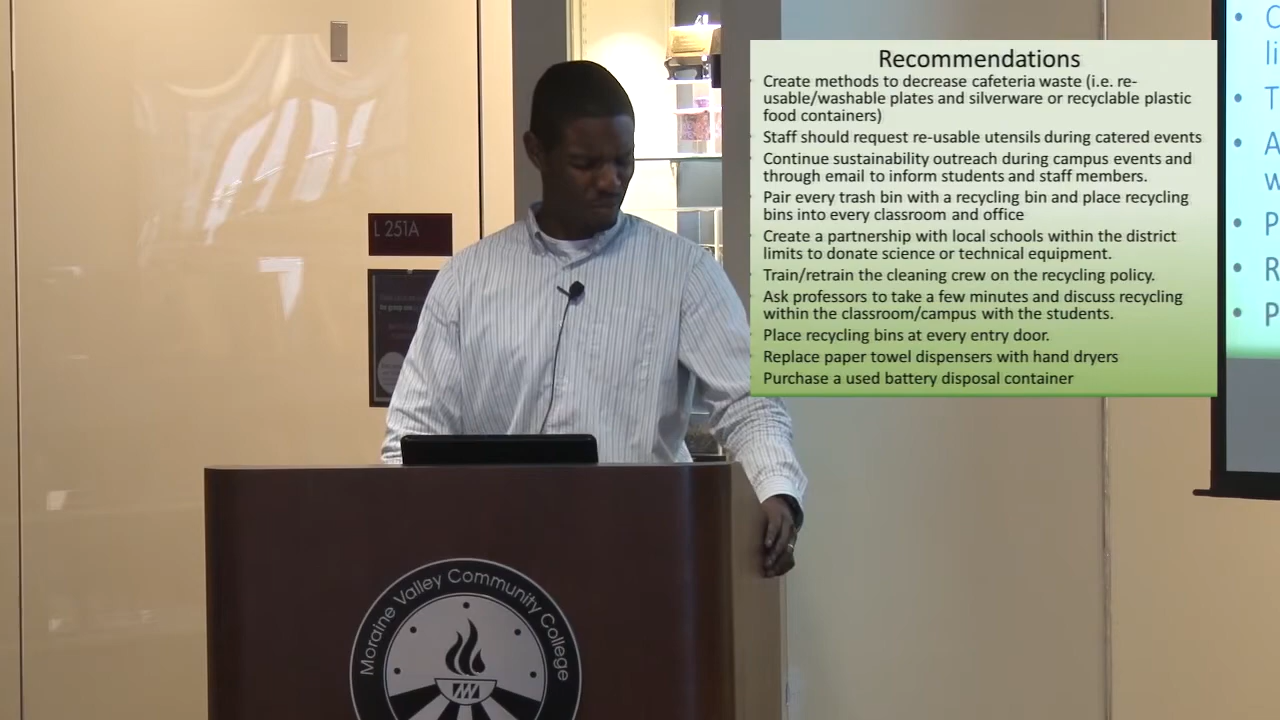 Recommendations
Create methods to decrease cafeteria waste (i.e. re-
usable/washable plates and silverware or recyclable plastic
food containers)
Staff should request re-usable utensils during catered events
Continue sustainability outreach during campus events and
through email to inform students and staff members.
Pair every trash bin with a recycling bin and place recycling
bins into every classroom and office
Create a partnership with local schools within the district
limits to donate science or technical equipment.
Train/retrain the cleaning crew on the recycling policy.
Ask professors to take a few minutes and discuss recycling
within the classroom/campus with the students.
Place recycling bins at every entry door.
Replace paper towel dispensers with hand dryers
Purchase a used battery disposal container
L 251A
Moraine Valley Community College